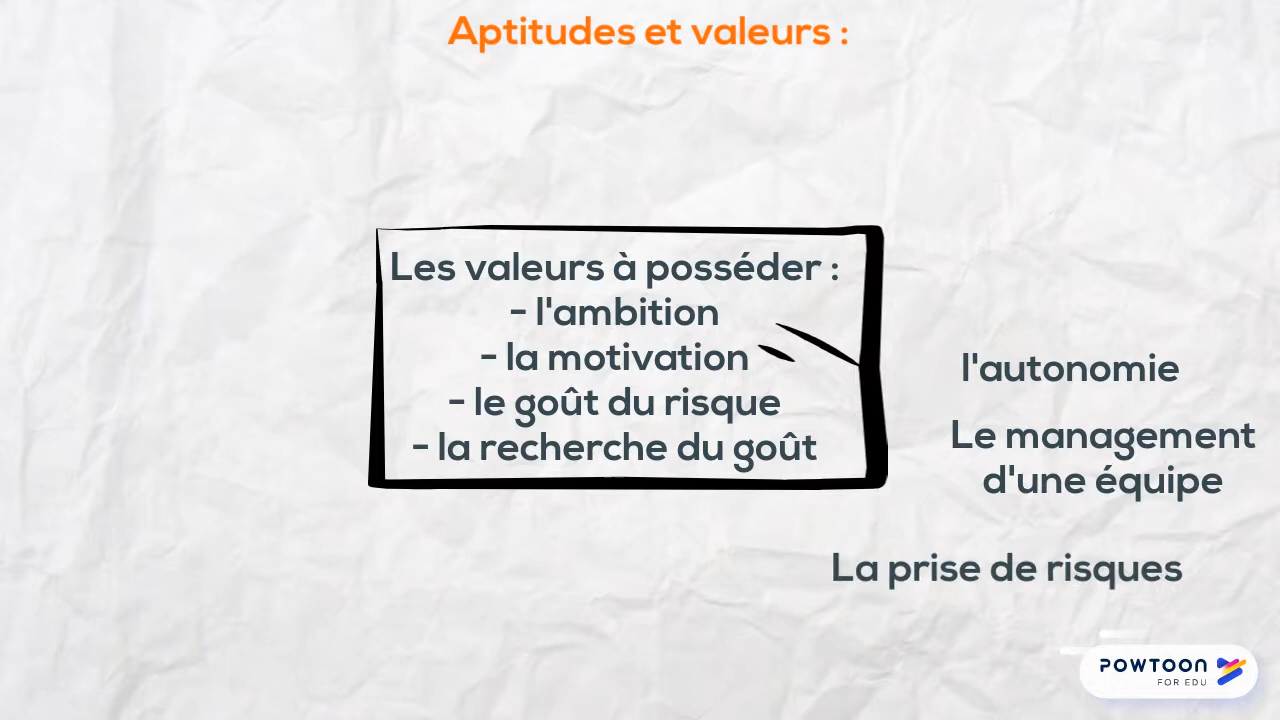 Aptitudes et valeurs :
Les valeurs à posséder :
- l'ambition
- la motivation
- le goût du risque
- la recherche du goût
l'autonomie
Le management
d'une équipe
La prise de risques
POWTOON
FOR EDU